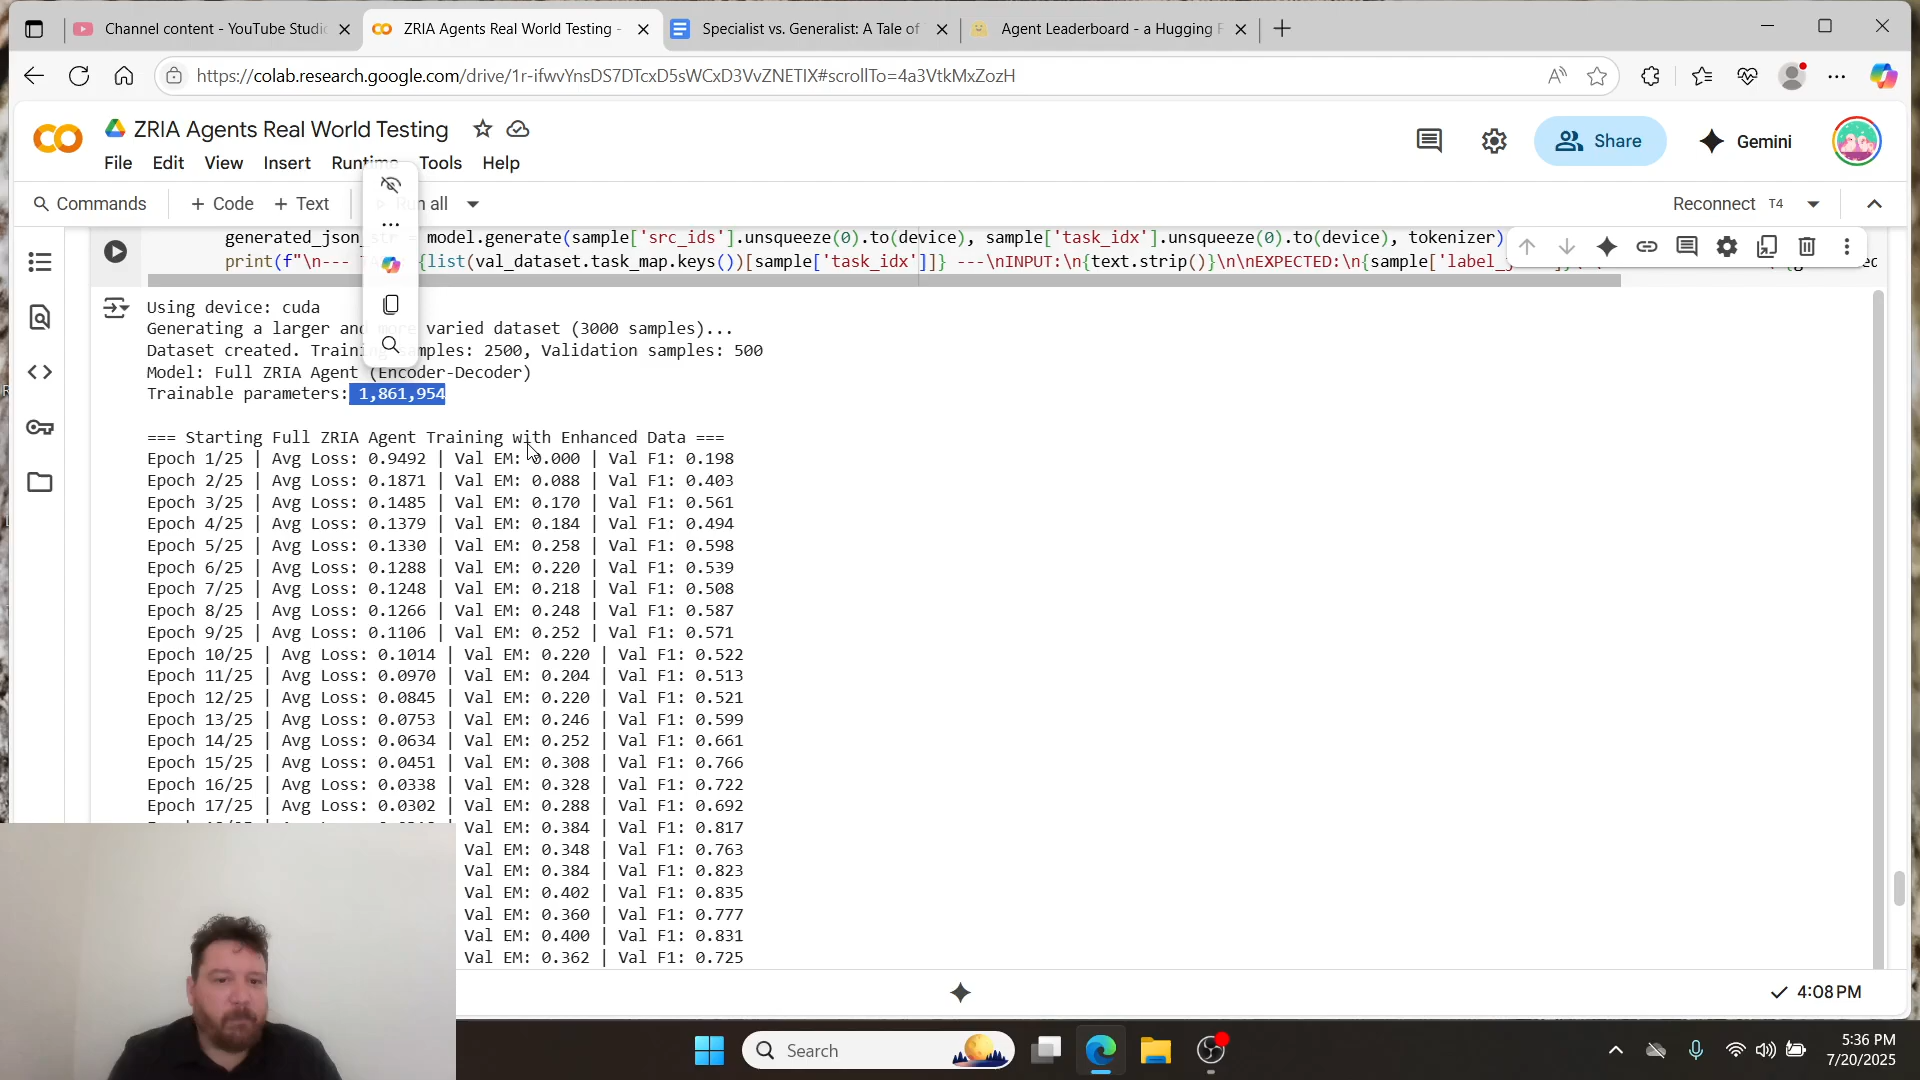 Channel content - YouTube Studio
ZRIA Agents Real World Testing -
Specialist vs. Generalist: A Tale of
Agent Leaderboard - a Hugging F
https://colab.research.google.com/drive/1r-ifwvYnsDS7DTcxD5sWCxD3VvZNETIX#scrollTo=4a3VtkMxZozH
ZRIA Agents Real World Testing
Share
Gemini
File Edit View Insert Runtime Tools Help
Commands + Code + Text Run all
Reconnect T4
generated_json_str = model.generate(sample['src_ids'].unsqueeze(0).to(device), sample['task_idx'].unsqueeze(0).to(device), tokenizer)
print(f"\n--- {list(val_dataset.task_map.keys())[sample['task_idx']]} ---\nINPUT:\n{text.strip()}\n\nEXPECTED:\n{sample['label_
Using device: cuda
Generating a larger and more varied dataset (3000 samples)...
Dataset created. Training samples: 2500, Validation samples: 500
Model: Full ZRIA Agent (Encoder-Decoder)
Trainable parameters: 1,861,954
=== Starting Full ZRIA Agent Training with Enhanced Data ===
Epoch 1/25 | Avg Loss: 0.9492 | Val EM: 0.000 | Val F1: 0.198
Epoch 2/25 | Avg Loss: 0.1871 | Val EM: 0.088 | Val F1: 0.403
Epoch 3/25 | Avg Loss: 0.1485 | Val EM: 0.170 | Val F1: 0.561
Epoch 4/25 | Avg Loss: 0.1379 | Val EM: 0.184 | Val F1: 0.494
Epoch 5/25 | Avg Loss: 0.1330 | Val EM: 0.258 | Val F1: 0.598
Epoch 6/25 | Avg Loss: 0.1288 | Val EM: 0.220 | Val F1: 0.539
Epoch 7/25 | Avg Loss: 0.1248 | Val EM: 0.218 | Val F1: 0.508
Epoch 8/25 | Avg Loss: 0.1266 | Val EM: 0.248 | Val F1: 0.587
Epoch 9/25 | Avg Loss: 0.1106 | Val EM: 0.252 | Val F1: 0.571
Epoch 10/25 | Avg Loss: 0.1014 | Val EM: 0.220 | Val F1: 0.522
Epoch 11/25 | Avg Loss: 0.0970 | Val EM: 0.204 | Val F1: 0.513
Epoch 12/25 | Avg Loss: 0.0845 | Val EM: 0.220 | Val F1: 0.521
Epoch 13/25 | Avg Loss: 0.0753 | Val EM: 0.246 | Val F1: 0.599
Epoch 14/25 | Avg Loss: 0.0634 | Val EM: 0.252 | Val F1: 0.661
Epoch 15/25 | Avg Loss: 0.0451 | Val EM: 0.308 | Val F1: 0.766
Epoch 16/25 | Avg Loss: 0.0338 | Val EM: 0.328 | Val F1: 0.722
Epoch 17/25 | Avg Loss: 0.0302 | Val EM: 0.288 | Val F1: 0.692
Val EM: 0.384 | Val F1: 0.817
Val EM: 0.348 | Val F1: 0.763
Val EM: 0.384 | Val F1: 0.823
Val EM: 0.402 | Val F1: 0.835
Val EM: 0.360 | Val F1: 0.777
Val EM: 0.400 | Val F1: 0.831
Val EM: 0.362 | Val F1: 0.725
4:08 PM
Search
5:36 PM
7/20/2025